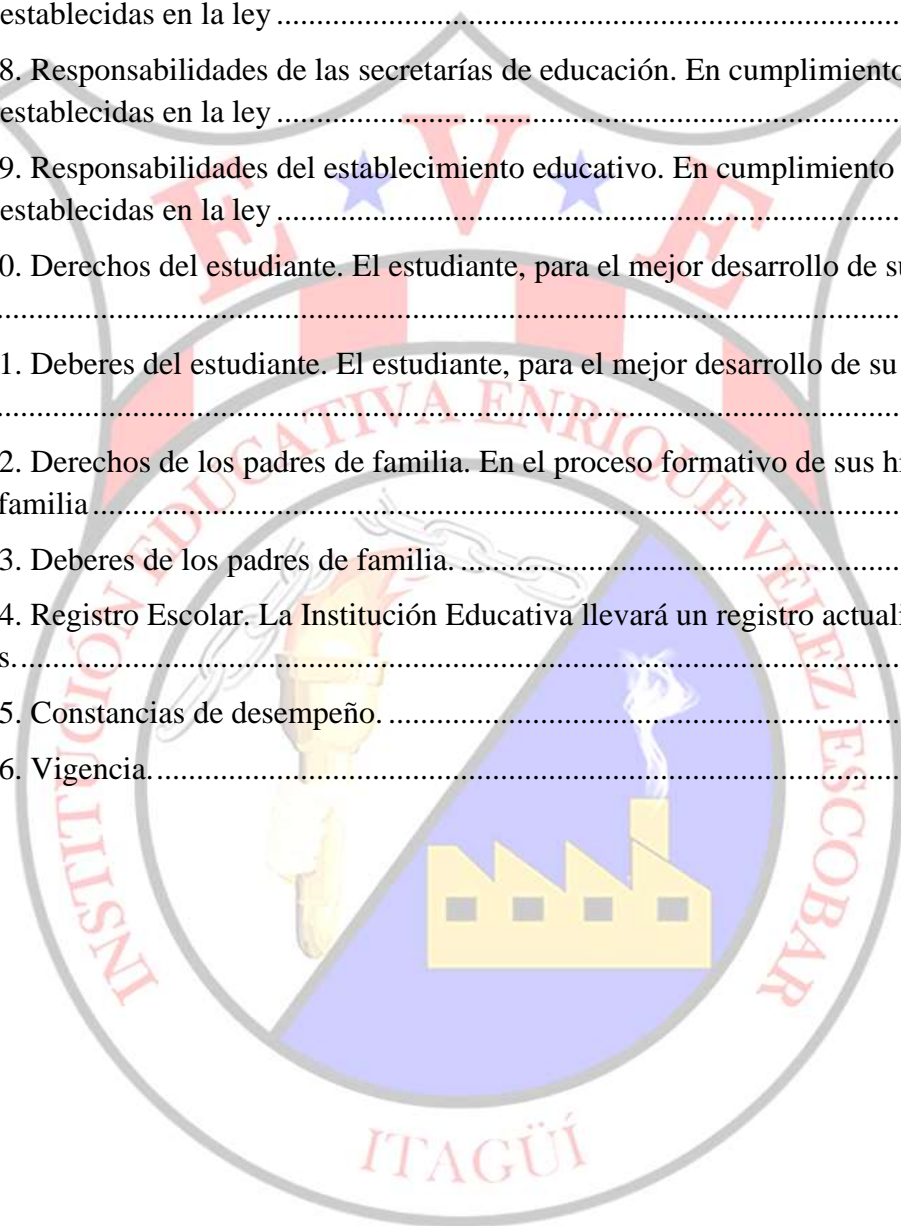 establecidas en la ley ........................................................................................
8. Responsabilidades de las secretarías de educación. En cumplimiento
establecidas en la ley ........................................................................................
9. Responsabilidades del establecimiento educativo. En cumplimiento
establecidas en la ley ........................................................................................
0. Derechos del estudiante. El estudiante, para el mejor desarrollo de
........................................................................................................................
1. Deberes del estudiante. El estudiante, para el mejor desarrollo de su
........................................................................................................................
2. Derechos de los padres de familia. En el proceso formativo de sus
familia ...............................................................................................................
3. Deberes de los padres de familia. ............................................................
4. Registro Escolar. La Institución Educativa llevará un registro
s. ......................................................................................................................
5. Constancias de desempeño. .....................................................................
6. Vigencia. ....................................................................................................
E V E
INSTITUCIÓN EDUCATIVA ENRIQUE VELEZ ESCOBAR
ITAGÜÍ